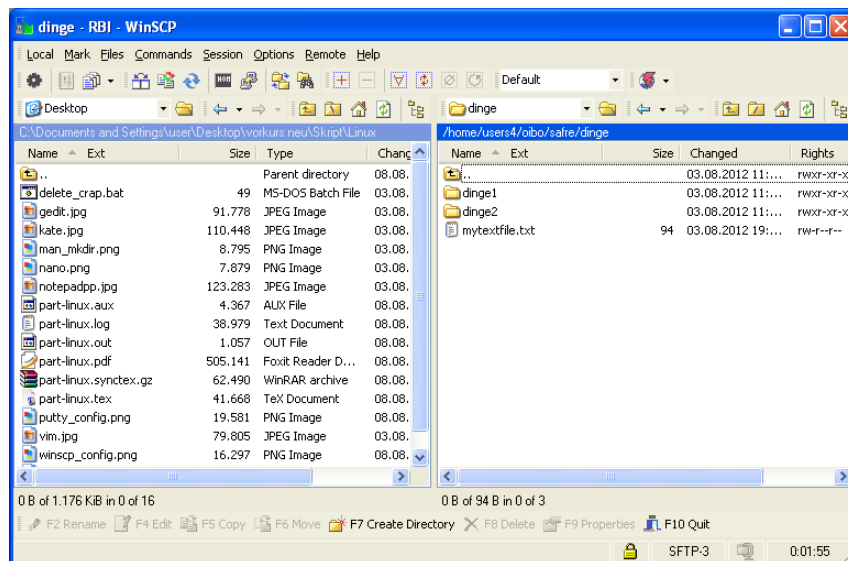 dinge - RBI - WinSCP
Local Mark Files Commands Session Options Remote Help
Default
Desktop dinge
C:\Documents and Settings\user\Desktop\vorkurs neu\Skript\Linux /home/users4/oibo/safre/dinge
Name Ext Size Type Chang Name Ext Size Changed Rights
.. Parent directory 08.08. .. 03.08.2012 11:... rwxr-xr-x
delete_crap.bat 49 MS-DOS Batch File 03.08. dinge1 03.08.2012 11:... rwxr-xr-x
gedit.jpg 91.778 JPEG Image 03.08. dinge2 03.08.2012 11:... rwxr-xr-x
kate.jpg 110.448 JPEG Image 03.08. mytextfile.txt 94 03.08.2012 19:... rw-r--r--
man_mkdir.png 8.795 PNG Image 03.08.
nano.png 7.879 PNG Image 03.08.
notepadpp.jpg 123.283 JPEG Image 03.08.
part-linux.aux 4.367 AUX File 08.08.
part-linux.log 38.979 Text Document 08.08.
part-linux.out 1.057 OUT File 08.08.
part-linux.pdf 505.141 Foxit Reader D... 08.08.
part-linux.synctex.gz 62.490 WinRAR archive 08.08.
part-linux.tex 41.668 TeX Document 08.08.
putty_config.png 19.581 PNG Image 08.08.
vim.jpg 79.805 JPEG Image 03.08.
winscp_config.png 16.297 PNG Image 08.08.
0 B of 1.176 KiB in 0 of 16 0 B of 94 B in 0 of 3
F2 Rename F4 Edit F5 Copy F6 Move F7 Create Directory F8 Delete F9 Properties F10 Quit
SFTP-3 0:01:55